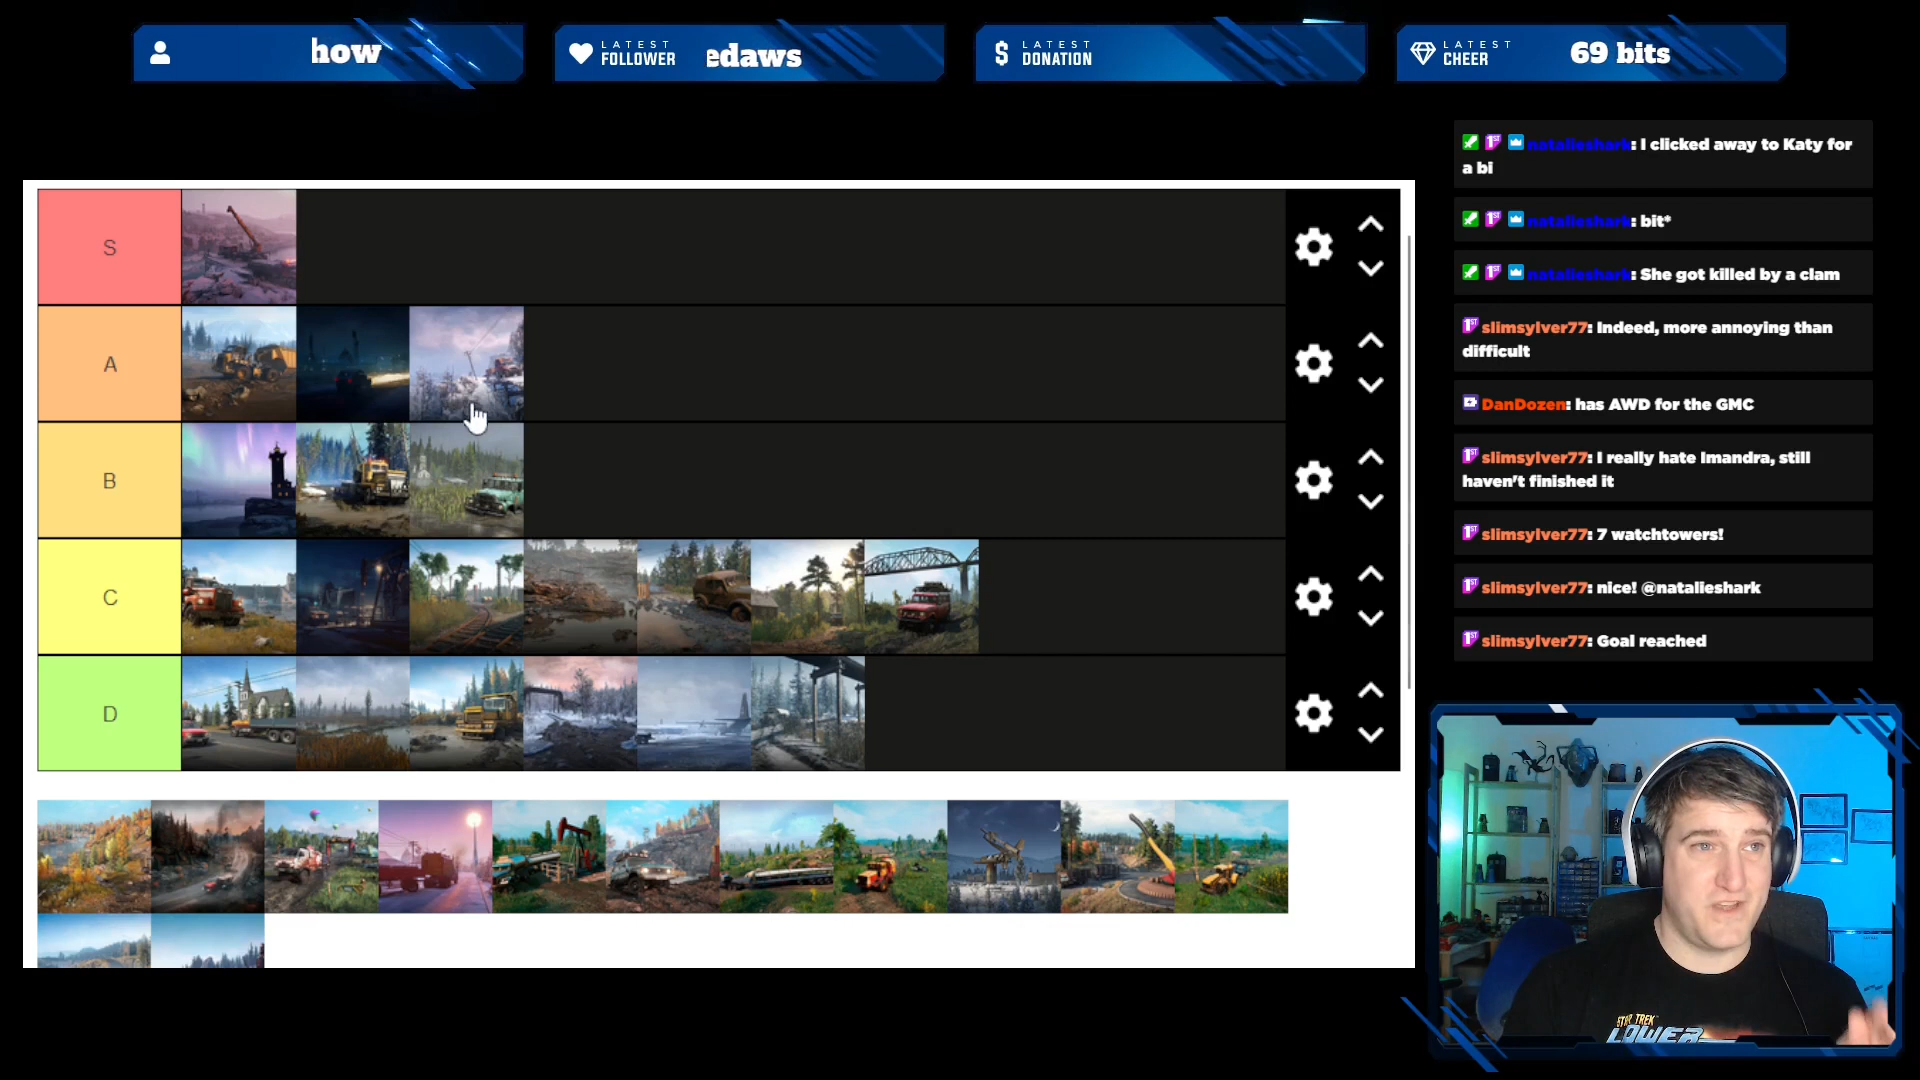 how
LATEST
FOLLOWER
edaws
LATEST
DONATION
LATEST
CHEER
69 bits
S
A
B
C
D
natalieshark: I clicked away to Katy for
a bi
natalieshark: bit*
natalieshark: She got killed by a clam
slimsylver77: Indeed, more annoying than
difficult
DanDozen: has AWD for the GMC
slimsylver77: I really hate Imandra, still
haven't finished it
slimsylver77: 7 watchtowers!
slimsylver77: nice! @natalieshark
slimsylver77: Goal reached
STAR TREK
LOWER